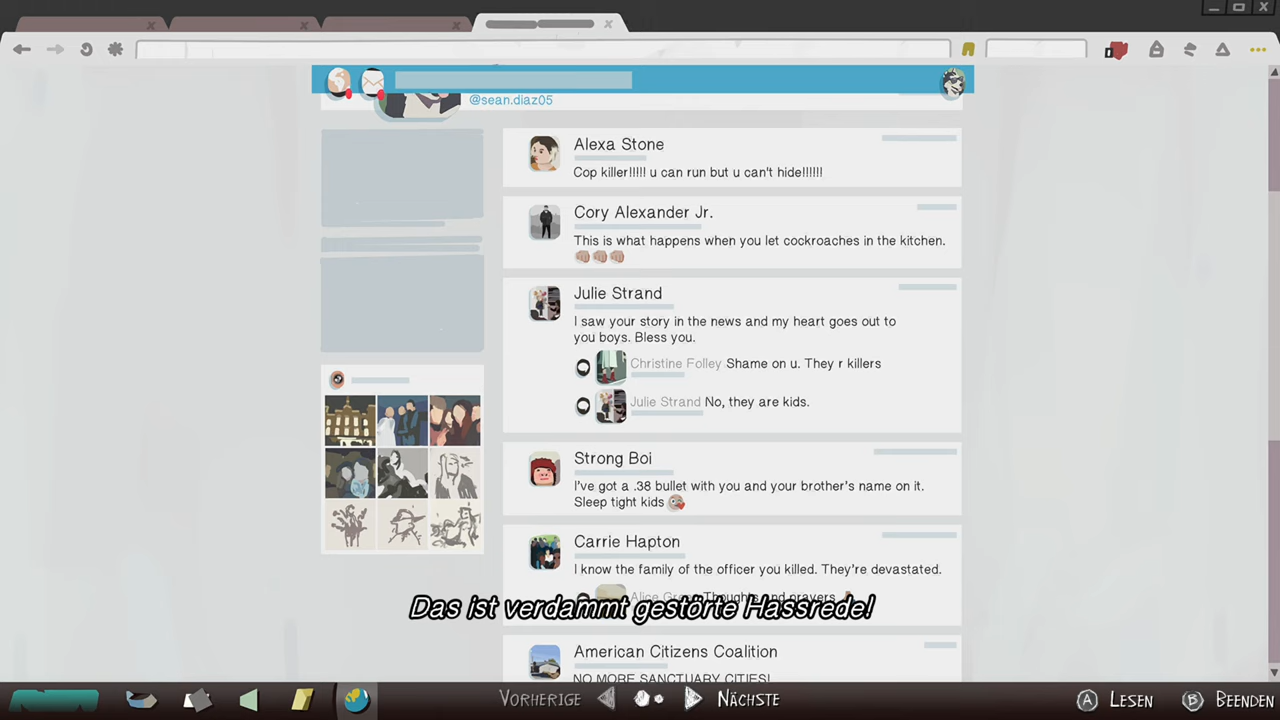 @sean.diaz05
Alexa Stone
Cop killer!!!!! u can run but u can't hide!!!!!!
Cory Alexander Jr.
This is what happens when you let cockroaches in the kitchen.
Julie Strand
I saw your story in the news and my heart goes out to
you boys. Bless you.
Christine Folley Shame on u. They r killers
Julie Strand No, they are kids.
Strong Boi
I've got a .38 bullet with you and your brother's name on it.
Sleep tight kids
Carrie Hapton
I know the family of the officer you killed. They're devastated.
Alice Thoughts and prayers
Das ist verdammt gestörte Hassrede!
American Citizens Coalition
NO MORE SANCTUARY CITIES!
VORHERIGE NÄCHSTE
A LESEN B BEENDEN